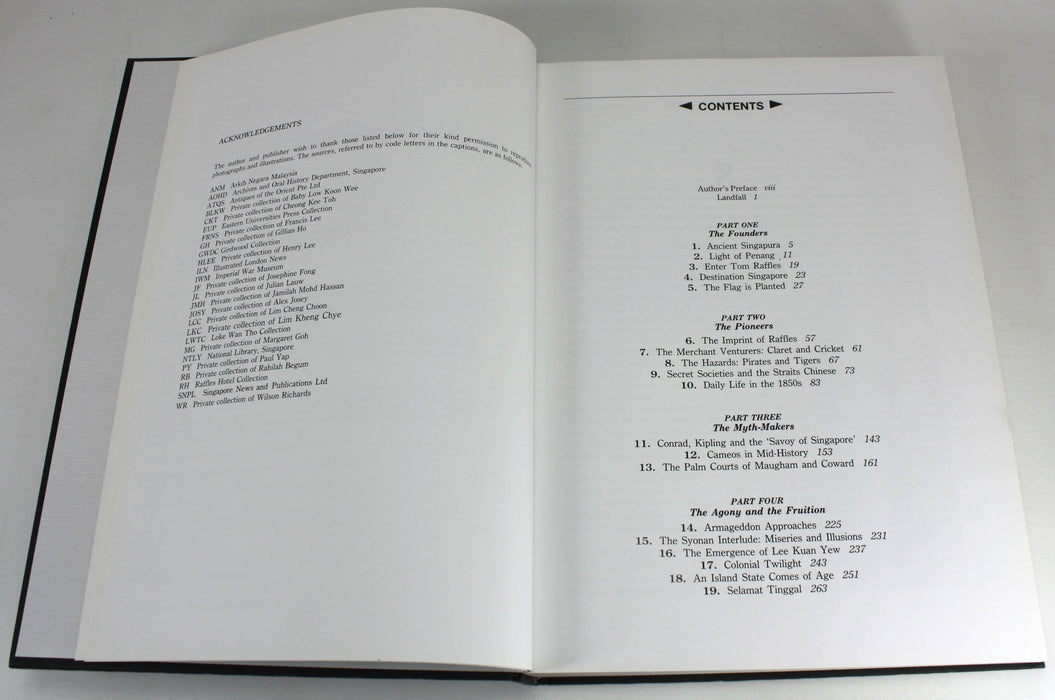 ACKNOWLEDGEMENTS
The author and publisher wish to thank those listed below for their kind permission to reproduce
photographs and illustrations. The sources, referred to by code letters in the captions, are as follows:
ANM Arkib Negara Malaysia
AOHD Archives and Oral History Department, Singapore
ATQS Antiques of the Orient Pte Ltd
BLKW Private collection of Baby Low Koon Wee
CKT Private collection of Cheong Kee Toh
EUP Eastern Universities Press Collection
FRNS Private collection of Francis Lee
GH Private collection of Gillian Ho
GWDC Girdwood Collection
HLEE Private collection of Henry Lee
ILN Illustrated London News
IWM Imperial War Museum
JF Private collection of Josephine Fong
JL Private collection of Julian Lauw
JMH Private collection of Jamilah Mohd Hassan
JOSY Private collection of Alex Josey
LCC Private collection of Lim Cheng Choon
LKC Private collection of Lim Kheng Chye
LWTC Loke Wan Tho Collection
MG Private collection of Margaret Goh
NTLY National Library, Singapore
PY Private collection of Paul Yap
RB Private collection of Rahilah Begum
RH Raffles Hotel Collection
SNPL Singapore News and Publications Ltd
WR Private collection of Wilson Richards
◄ CONTENTS ►
Author's Preface viii
Landfall 1
PART ONE
The Founders
1. Ancient Singapura 5
2. Light of Penang 11
3. Enter Tom Raffles 19
4. Destination Singapore 23
5. The Flag is Planted 27
PART TWO
The Pioneers
6. The Imprint of Raffles 57
7. The Merchant Venturers: Claret and Cricket 61
8. The Hazards: Pirates and Tigers 67
9. Secret Societies and the Straits Chinese 73
10. Daily Life in the 1850s 83
PART THREE
The Myth-Makers
11. Conrad, Kipling and the 'Savoy of Singapore' 143
12. Cameos in Mid-History 153
13. The Palm Courts of Maugham and Coward 161
PART FOUR
The Agony and the Fruition
14. Armageddon Approaches 225
15. The Syonan Interlude: Miseries and Illusions 231
16. The Emergence of Lee Kuan Yew 237
17. Colonial Twilight 243
18. An Island State Comes of Age 251
19. Selamat Tinggal 263